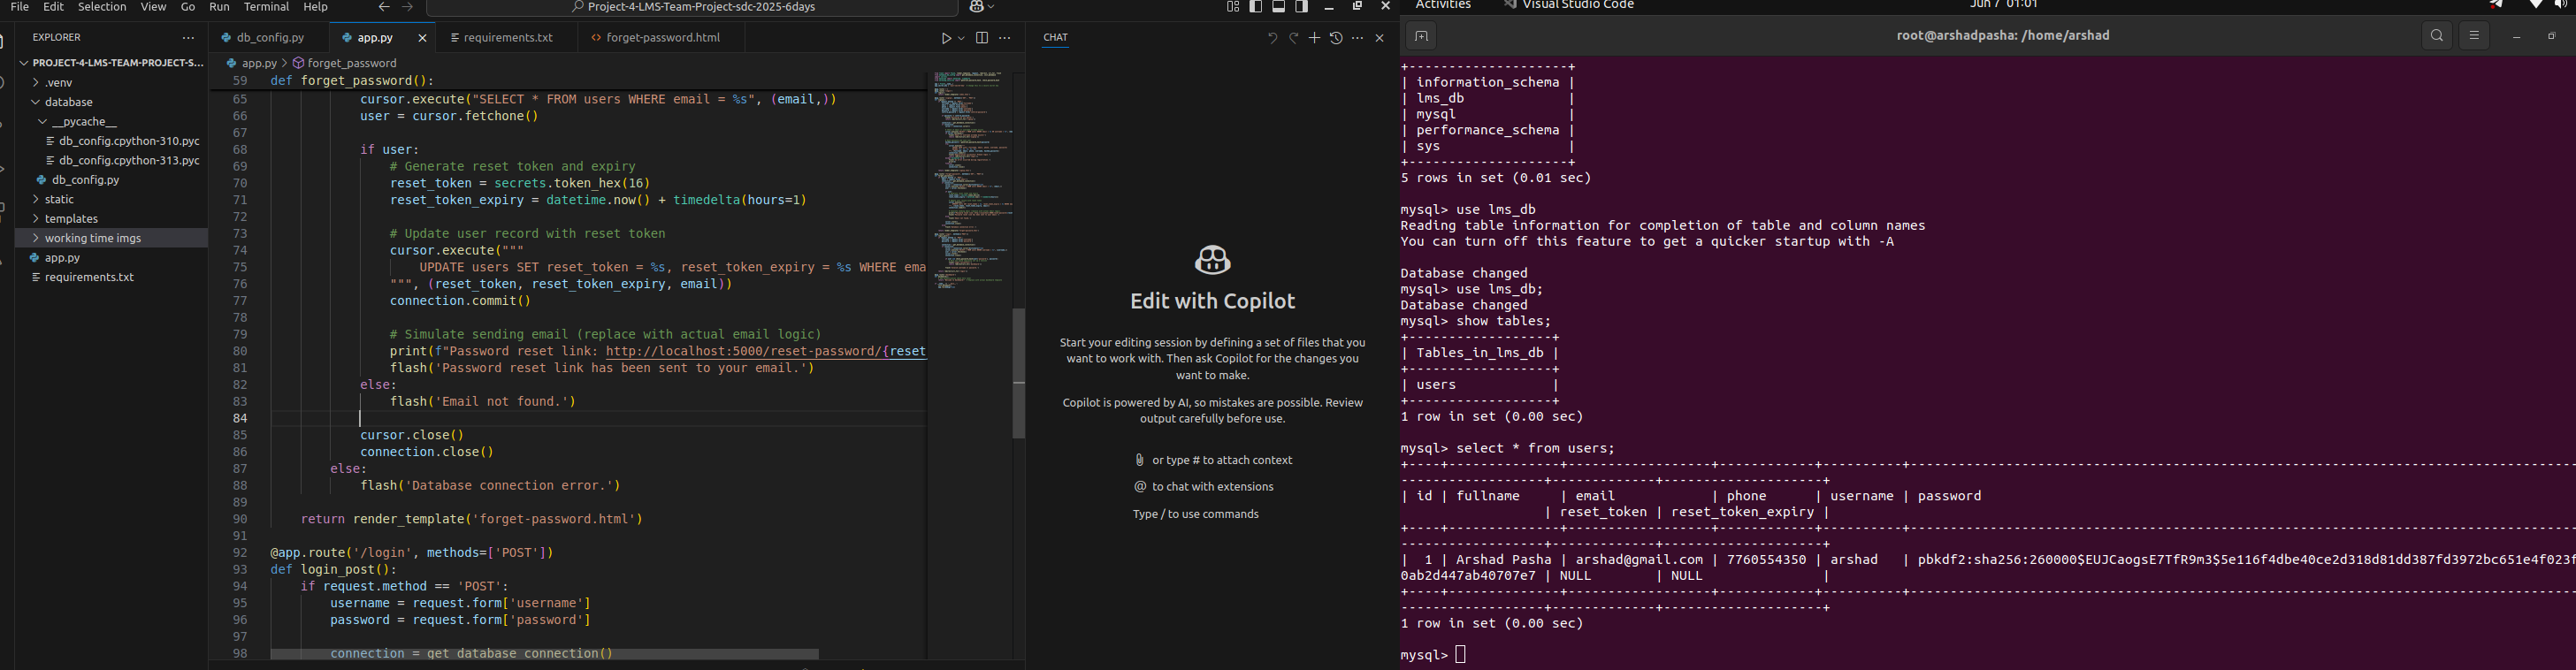 File Edit Selection View Go Run Terminal Help
Project-4-LMS-Team-Project-sdc-2025-6days
EXPLORER
PROJECT-4-LMS-TEAM-PROJECT-S...
.venv
database
__pycache__
db_config.cpython-310.pyc
db_config.cpython-313.pyc
db_config.py
static
templates
working time imgs
app.py
requirements.txt
db_config.py
app.py
requirements.txt
forget-password.html
app.py > forget_password
59 def forget_password():
65 cursor.execute("SELECT * FROM users WHERE email = %s", (email,))
66 user = cursor.fetchone()
67
68 if user:
69 # Generate reset token and expiry
70 reset_token = secrets.token_hex(16)
71 reset_token_expiry = datetime.now() + timedelta(hours=1)
72
73 # Update user record with reset token
74 cursor.execute("""
75 UPDATE users SET reset_token = %s, reset_token_expiry = %s WHERE ema
76 """, (reset_token, reset_token_expiry, email))
77 connection.commit()
78
79 # Simulate sending email (replace with actual email logic)
80 print(f"Password reset link: http://localhost:5000/reset-password/{reset
81 flash('Password reset link has been sent to your email.')
82 else:
83 flash('Email not found.')
84
85 cursor.close()
86 connection.close()
87 else:
88 flash('Database connection error.')
89
90 return render_template('forget-password.html')
91
92 @app.route('/login', methods=['POST'])
93 def login_post():
94 if request.method == 'POST':
95 username = request.form['username']
96 password = request.form['password']
97
98 connection = get_database_connection()
CHAT
Edit with Copilot
Start your editing session by defining a set of files that you
want to work with. Then ask Copilot for the changes you
want to make.
Copilot is powered by AI, so mistakes are possible. Review
output carefully before use.
or type # to attach context
@ to chat with extensions
Type / to use commands
Activities
Visual Studio Code
Jun 7 01:01
root@arshadpasha: /home/arshad
+--------------------+
| information_schema |
| lms_db |
| mysql |
| performance_schema |
| sys |
+--------------------+
5 rows in set (0.01 sec)
mysql> use lms_db
Reading table information for completion of table and column names
You can turn off this feature to get a quicker startup with -A
Database changed
mysql> use lms_db;
Database changed
mysql> show tables;
+------------------+
| Tables_in_lms_db |
+------------------+
| users |
+------------------+
1 row in set (0.00 sec)
mysql> select * from users;
| id | fullname | email | phone | username | password
| reset_token | reset_token_expiry |
| 1 | Arshad Pasha | arshad@gmail.com | 7760554350 | arshad | pbkdf2:sha256:260000$EUJCaogsE7TfR9m3$5e116f4dbe40ce2d318d81dd387fd3972bc651e4f023f
0ab2d447ab40707e7 | NULL | NULL |
1 row in set (0.00 sec)
mysql>